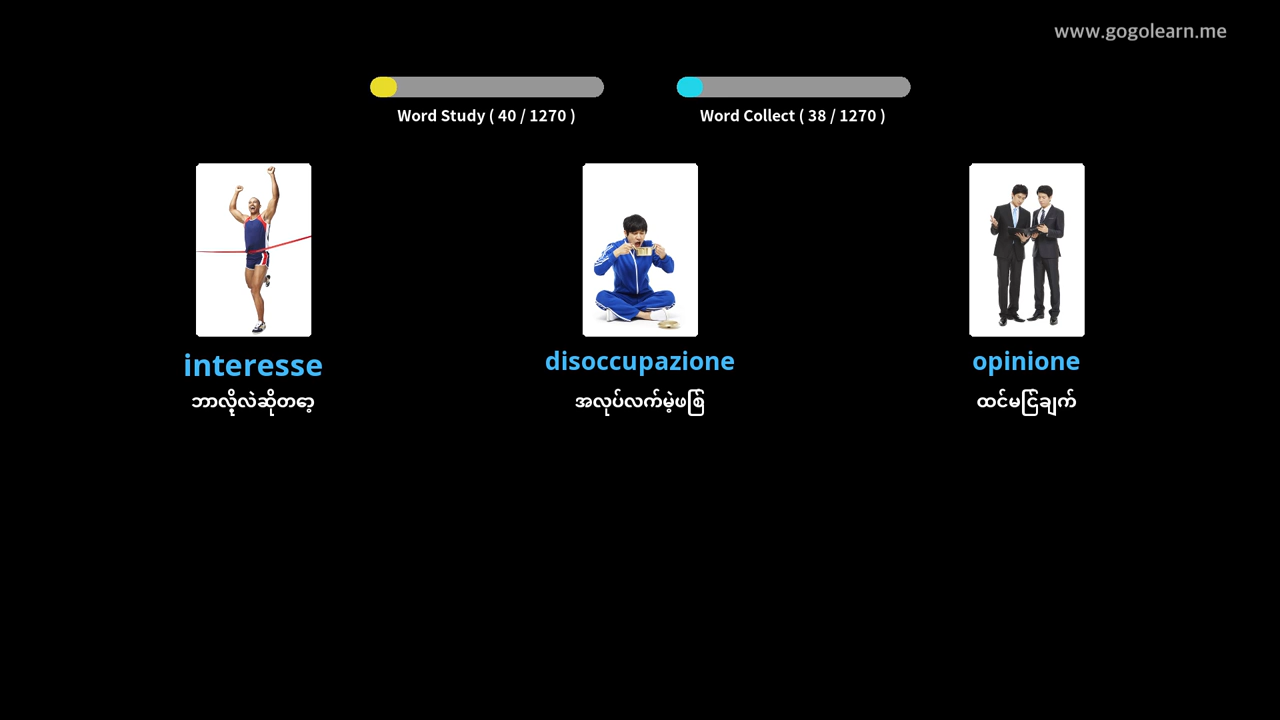 www.gogolearn.me
Word Study ( 40 / 1270 )
Word Collect ( 38 / 1270 )
interesse
disoccupazione
opinione
ဘာလို့လဲဆိုတော့
အလုပ်လက်မဲ့ဖြစ်
ထင်မြင်ချက်